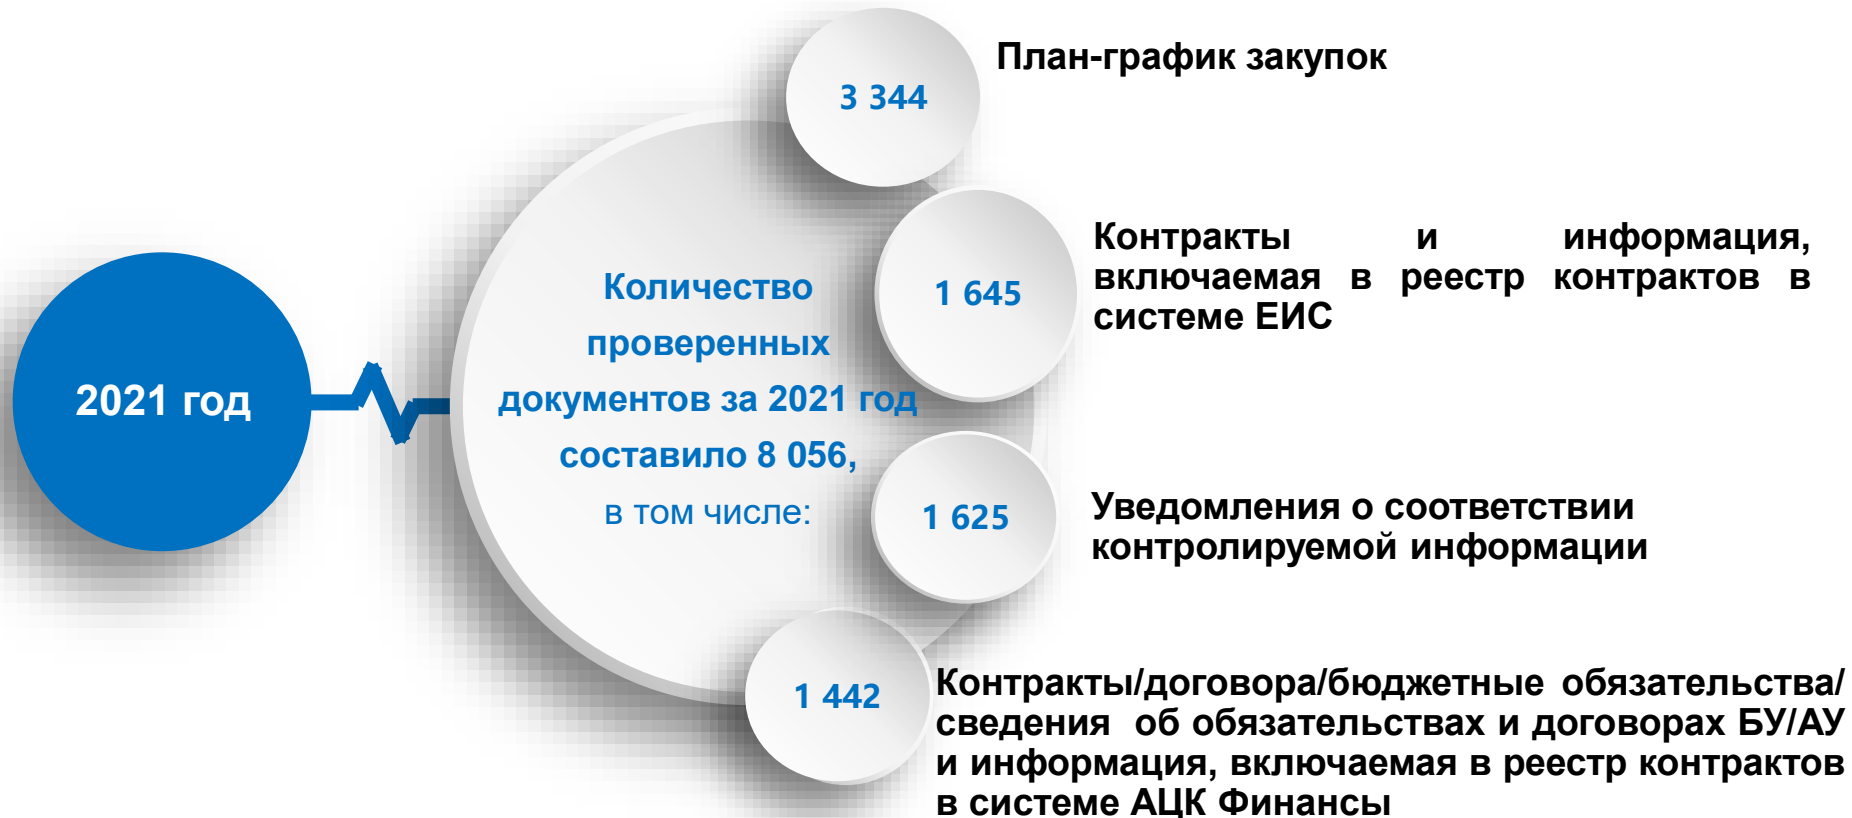 2021 год
Количество
проверенных
документов за 2021 год
составило 8 056,
в том числе:
3 344
План-график закупок
1 645
Контракты и информация,
включаемая в реестр контрактов в
системе ЕИС
1 625
Уведомления о соответствии
контролируемой информации
1 442
Контракты/договора/бюджетные обязательства/
сведения об обязательствах и договорах БУ/АУ
и информация, включаемая в реестр контрактов
в системе АЦК Финансы